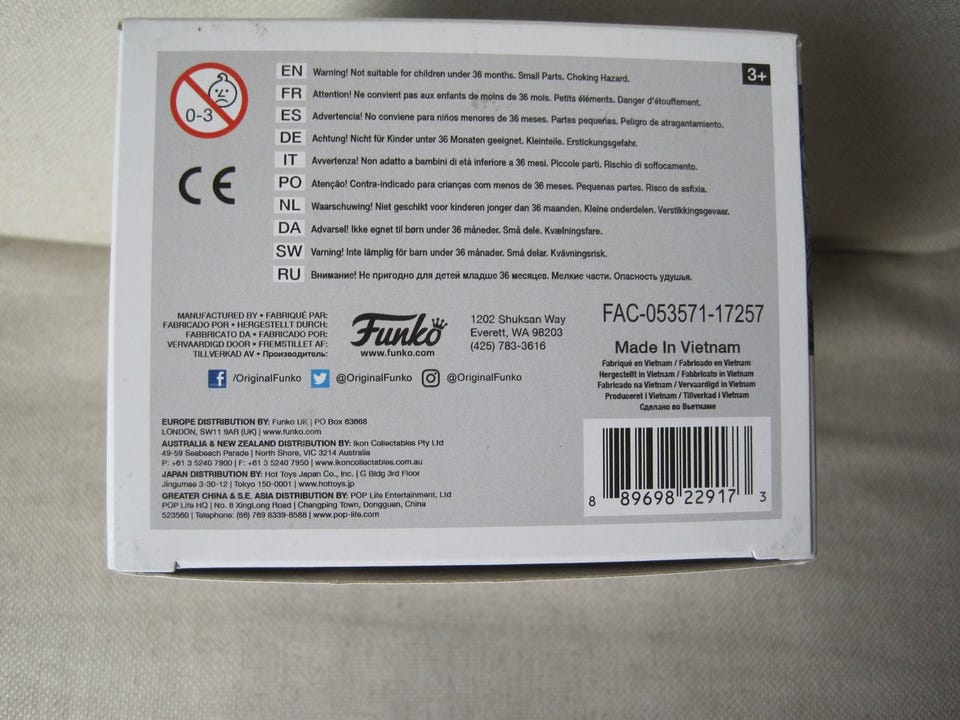 0-3
3+
EN Warning! Not suitable for children under 36 months. Small Parts. Choking Hazard.
FR Attention! Ne convient pas aux enfants de moins de 36 mois. Petits éléments. Danger d'étouffement.
ES Advertencia! No conviene para niños menores de 36 meses. Partes pequeñas. Peligro de atragantamiento.
DE Achtung! Nicht für Kinder unter 36 Monaten geeignet. Kleinteile. Erstickungsgefahr.
IT Avvertenza! Non adatto a bambini di età inferiore a 36 mesi. Piccole parti. Rischio di soffocamento.
PO Atenção! Contra-indicado para crianças com menos de 36 meses. Pequenas partes. Risco de asfixia.
NL Waarschuwing! Niet geschikt voor kinderen jonger dan 36 maanden. Kleine onderdelen. Verstikkingsgevaar.
DA Advarsel! Ikke egnet til børn under 36 måneder. Små dele. Kvælningsfare.
SW Varning! Inte lämplig för barn under 36 månader. Små delar. Kvävningsrisk.
RU Внимание! Не пригодно для детей младше 36 месяцев. Мелкие части. Опасность удушья.
CE
MANUFACTURED BY • FABRIQUÉ PAR:
FABRICADO POR • HERGESTELLT DURCH:
FABBRICATO DA • FABRICADO POR:
VERVAARDIGD DOOR • FREMSTILLET AF:
TILLVERKAD AV • Производитель:
Funko
www.funko.com
1202 Shuksan Way
Everett, WA 98203
(425) 783-3616
/OriginalFunko @OriginalFunko @OriginalFunko
FAC-053571-17257
Made In Vietnam
Fabriqué en Vietnam / Fabricado en Vietnam
Hergestellt in Vietnam / Fabbricato in Vietnam
Fabricado na Vietnam / Vervaardigd in Vietnam
Produceret i Vietnam / Tillverkad i Vietnam
Сделано во Вьетнаме
EUROPE DISTRIBUTION BY: Funko UK | PO Box 63668
LONDON, SW11 9AR (UK) | www.funko.com
AUSTRALIA & NEW ZEALAND DISTRIBUTION BY: Ikon Collectables Pty Ltd
49-59 Seabeach Parade | North Shore, VIC 3214 Australia
P: +61 3 5240 7900 | F: +61 3 5240 7950 | www.ikoncollectables.com.au
JAPAN DISTRIBUTION BY: Hot Toys Japan Co., Inc. | G Bldg 3rd Floor
Jingumae 3-30-12 | Tokyo 150-0001 | www.hottoys.jp
GREATER CHINA & S.E. ASIA DISTRIBUTION BY: POP Life Entertainment, Ltd
POP Life HQ | No. 8 XingLong Road | Changping Town, Dongguan, China
523560 | Telephone: (86) 769 8339-8588 | www.pop-life.com
8 89698 22917 3